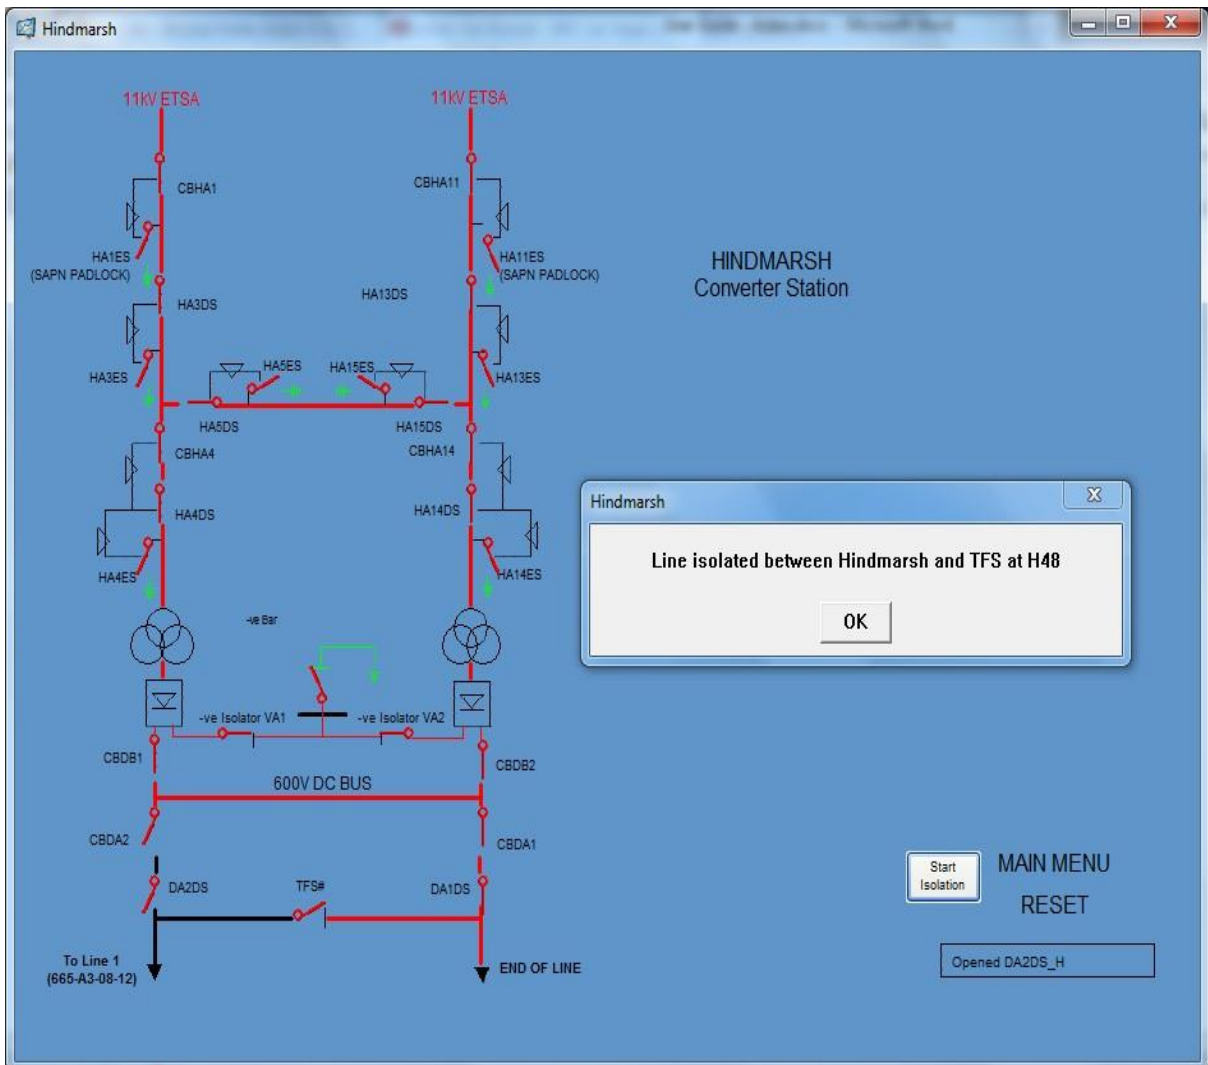 Hindmarsh
11kV ETSA
11kV ETSA
CBHA1
CBHA11
HA1ES
(SAPN PADLOCK)
HA11ES
(SAPN PADLOCK)
HINDMARSH
Converter Station
HA3DS
HA13DS
HA3ES
HA5ES
HA15ES
HA13ES
HA5DS
HA15DS
CBHA4
CBHA14
HA4DS
HA14DS
HA4ES
HA14ES
Hindmarsh
Line isolated between Hindmarsh and TFS at H48
OK
-ve Bar
-ve Isolator VA1
-ve Isolator VA2
CBDB1
CBDB2
600V DC BUS
CBDA2
CBDA1
DA2DS
TFS#
DA1DS
To Line 1
(665-A3-08-12)
END OF LINE
Start
Isolation
MAIN MENU
RESET
Opened DA2DS_H